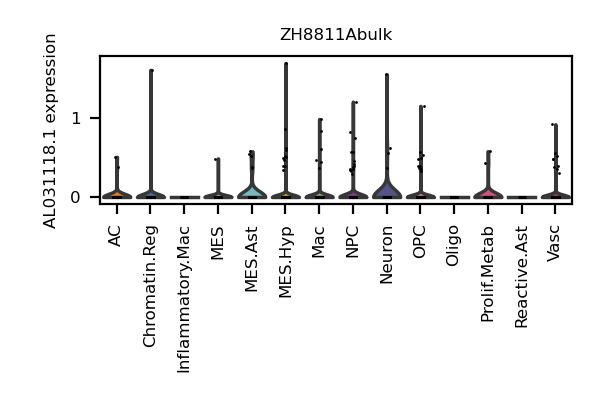 ZH8811Abulk
AL031118.1 expression
1
0
AC
Chromatin.Reg
Inflammatory.Mac
MES
MES.Ast
MES.Hyp
Mac
NPC
Neuron
OPC
Oligo
Prolif.Metab
Reactive.Ast
Vasc